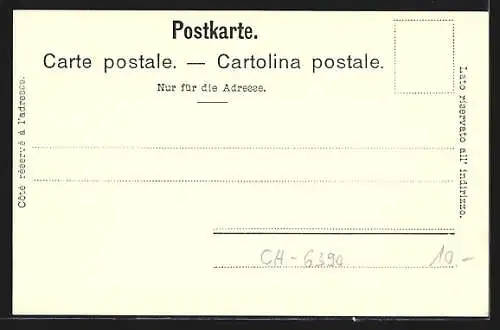 Postkarte.
Carte postale. — Cartolina postale.
Nur für die Adresse.
Côté réservé à l'adresse.
Lato riservato all' indirizzo.
CH - 6390
10.-